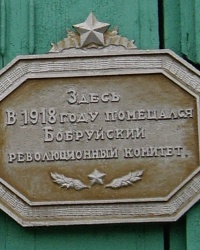 Здесь
в 1918 году помещался
Бобруйский
революционный комитет.